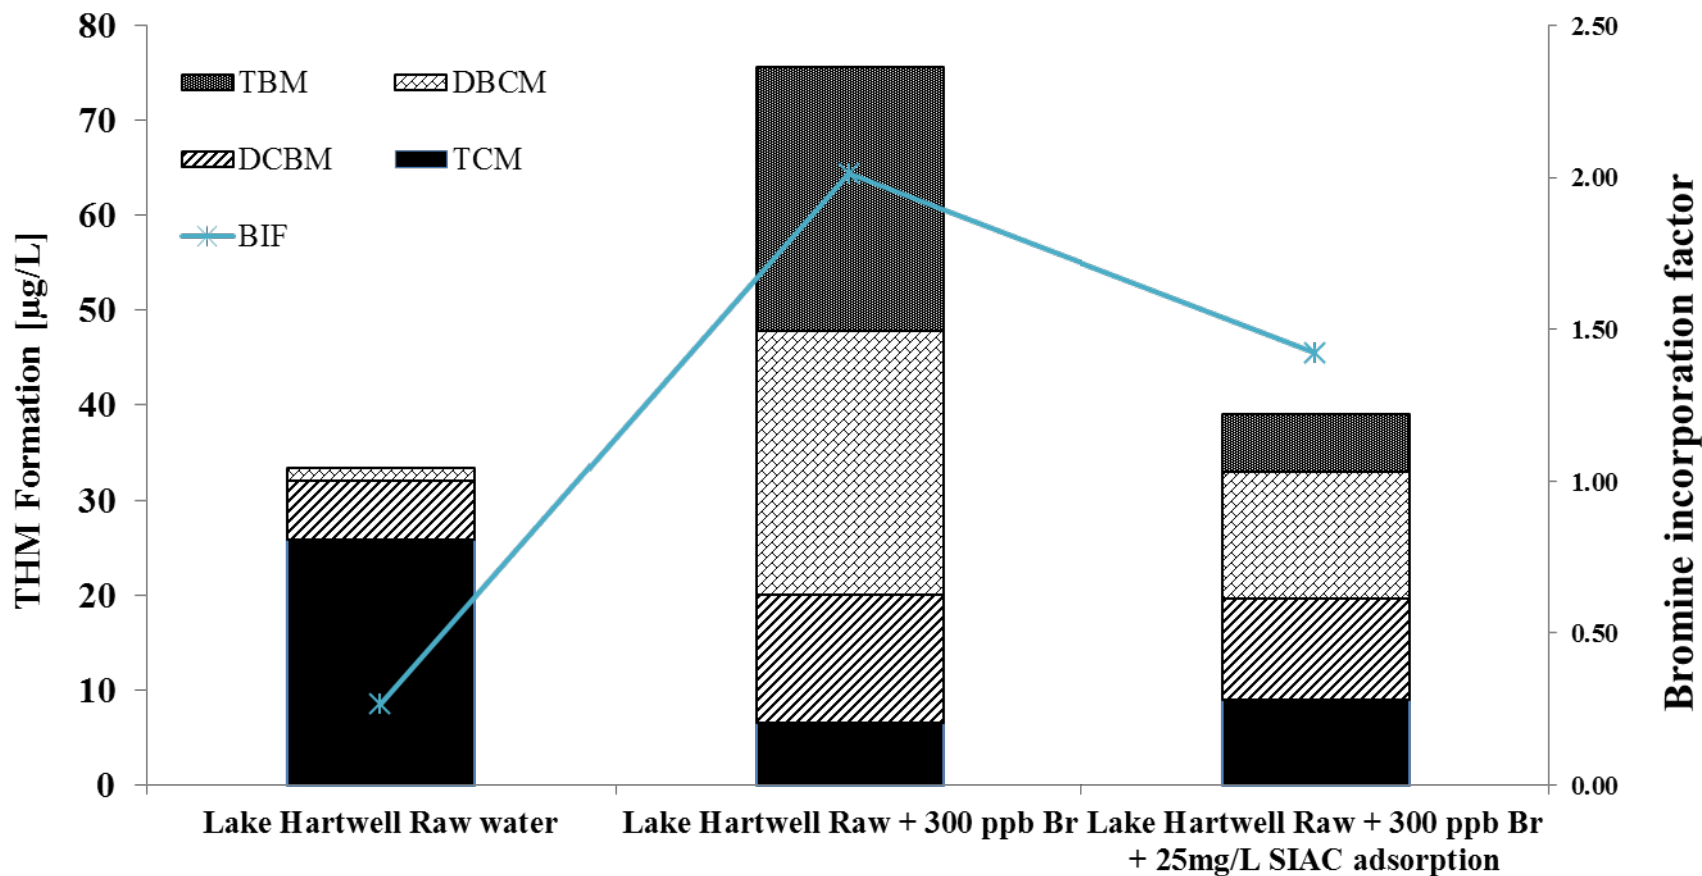 THM Formation [µg/L]
80
70
60
50
40
30
20
10
0
TBM
DBCM
DCBM
TCM
BIF
2.50
2.00
1.50
1.00
0.50
0.00
Bromine incorporation factor
Lake Hartwell Raw water
Lake Hartwell Raw + 300 ppb Br
Lake Hartwell Raw + 300 ppb Br
+ 25mg/L SIAC adsorption